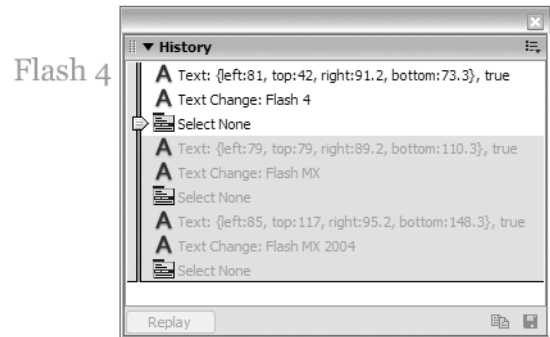 Flash 4
History
A Text: {left:81, top:42, right:91.2, bottom:73.3}, true
A Text Change: Flash 4
Select None
A Text: {left:79, top:79, right:89.2, bottom:110.3}, true
A Text Change: Flash MX
Select None
A Text: {left:85, top:117, right:95.2, bottom:148.3}, true
A Text Change: Flash MX 2004
Select None
Replay